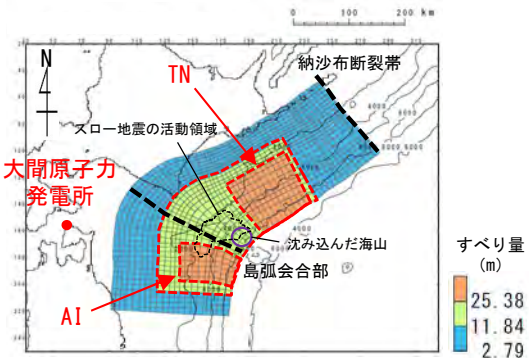 0 100 200 km
納沙布断裂帯
N
TN
スロー地震の活動領域
大間原子力
発電所
沈み込んだ海山
島弧会合部
AI
すべり量
(m)
25.38
11.84
2.79